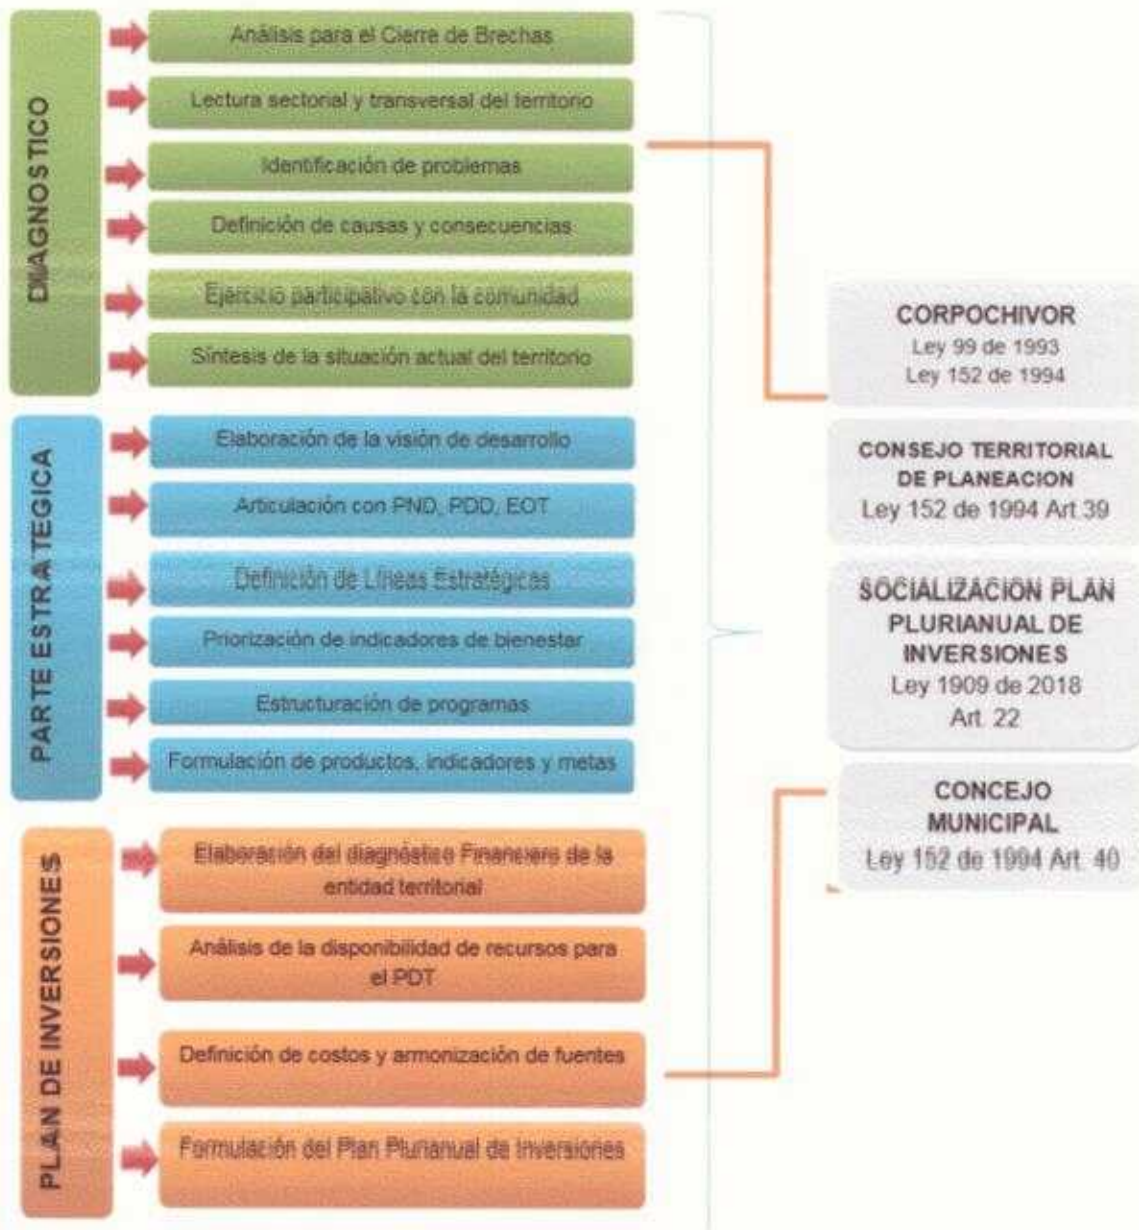 DIAGNOSTICO
Análisis para el Cierre de Brechas
Lectura sectorial y transversal del territorio
Identificación de problemas
Definición de causas y consecuencias
Ejercicio participativo con la comunidad
Síntesis de la situación actual del territorio
PARTE ESTRATEGICA
Elaboración de la visión de desarrollo
Articulación con PND, PDD, EOT
Definición de Líneas Estratégicas
Priorización de indicadores de bienestar
Estructuración de programas
Formulación de productos, indicadores y metas
PLAN DE INVERSIONES
Elaboración del diagnóstico Financiero de la
entidad territorial
Análisis de la disponibilidad de recursos para
el PDT
Definición de costos y armonización de fuentes
Formulación del Plan Plurianual de Inversiones
CORPOCHIVOR
Ley 99 de 1993
Ley 152 de 1994
CONSEJO TERRITORIAL
DE PLANEACION
Ley 152 de 1994 Art 39
SOCIALIZACION PLAN
PLURIANUAL DE
INVERSIONES
Ley 1909 de 2018
Art. 22
CONCEJO
MUNICIPAL
Ley 152 de 1994 Art. 40